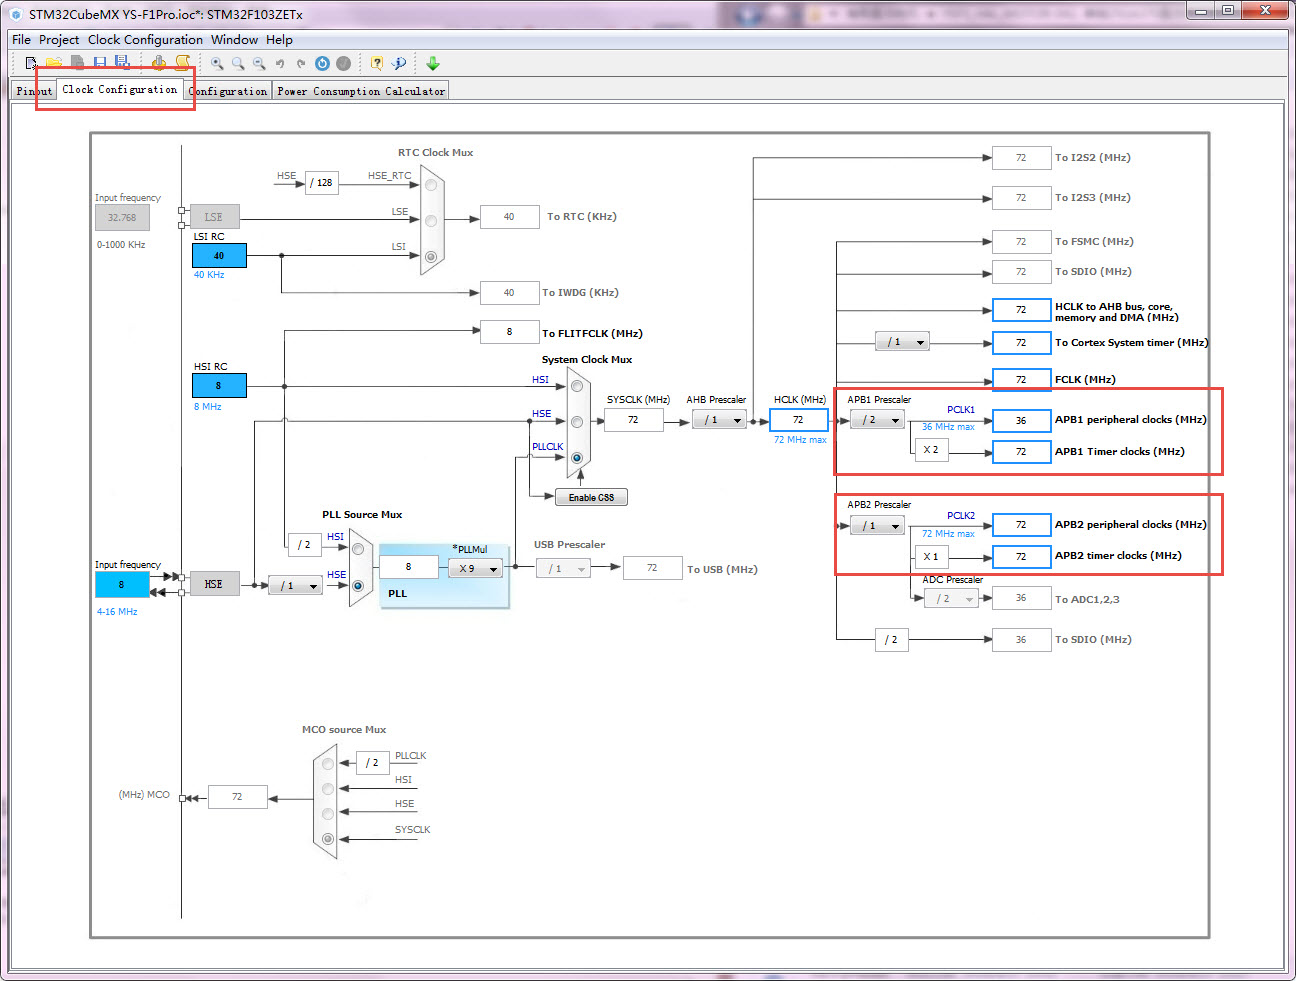 STM32CubeMX YS-F1Pro.ioc*: STM32F103ZETx
File Project Clock Configuration Window Help
Pinout Clock Configuration Configuration Power Consumption Calculator
RTC Clock Mux
HSE / 128 HSE_RTC
Input frequency
32.768
0-1000 KHz
LSE LSE
40 To RTC (KHz)
LSI RC
40
40 KHz
LSI
40 To IWDG (KHz)
8 To FLITFCLK (MHz)
HSI RC
8
8 MHz
System Clock Mux
HSI
HSE
PLLCLK
Enable CSS
SYSCLK (MHz)
72
AHB Prescaler
/ 1
HCLK (MHz)
72
72 MHz max
72 To I2S2 (MHz)
72 To I2S3 (MHz)
72 To FSMC (MHz)
72 To SDIO (MHz)
72 HCLK to AHB bus, core,
memory and DMA (MHz)
/ 1 72 To Cortex System timer (MHz)
72 FCLK (MHz)
APB1 Prescaler
/ 2
PCLK1
36 MHz max
36 APB1 peripheral clocks (MHz)
X 2 72 APB1 Timer clocks (MHz)
APB2 Prescaler
/ 1
PCLK2
72 MHz max
72 APB2 peripheral clocks (MHz)
X 1 72 APB2 timer clocks (MHz)
ADC Prescaler
/ 2 36 To ADC1,2,3
/ 2 36 To SDIO (MHz)
PLL Source Mux
/ 2 HSI
Input frequency
8
4-16 MHz
HSE
/ 1 HSE
8
*PLLMul
X 9
PLL
USB Prescaler
/ 1 72 To USB (MHz)
MCO source Mux
/ 2 PLLCLK
HSI
HSE
SYSCLK
(MHz) MCO 72